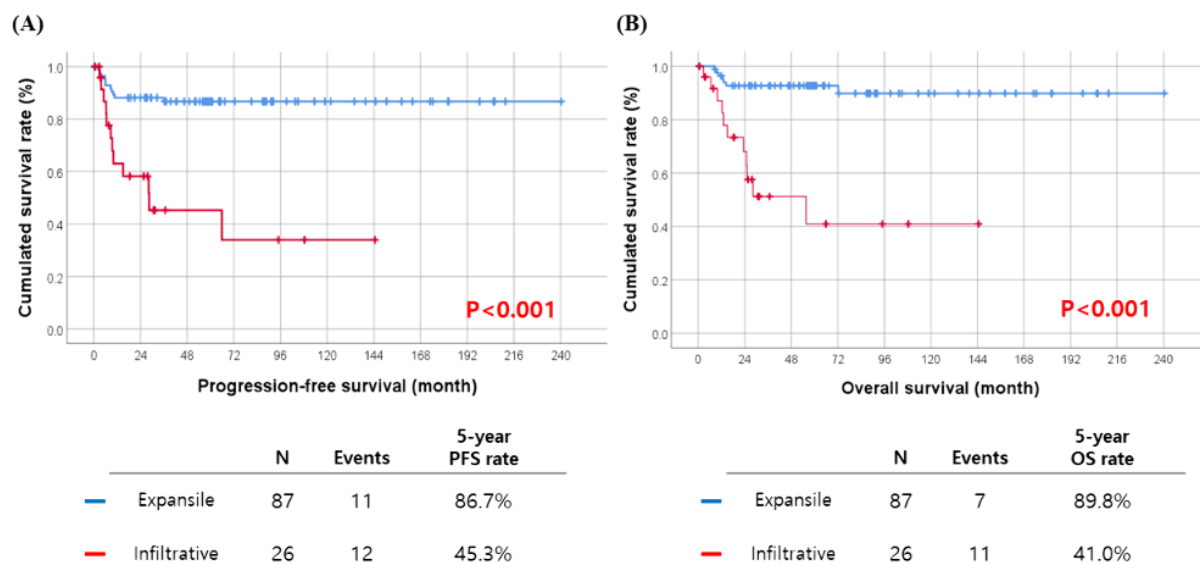 (A)
Cumulated survival rate (%)
1.0
0.8
0.6
0.4
0.2
0.0
P<0.001
0 24 48 72 96 120 144 168 192 216 240
Progression-free survival (month)
N Events 5-year PFS rate
Expansile 87 11 86.7%
Infiltrative 26 12 45.3%
(B)
Cumulated survival rate (%)
1.0
0.8
0.6
0.4
0.2
0.0
P<0.001
0 24 48 72 96 120 144 168 192 216 240
Overall survival (month)
N Events 5-year OS rate
Expansile 87 7 89.8%
Infiltrative 26 11 41.0%